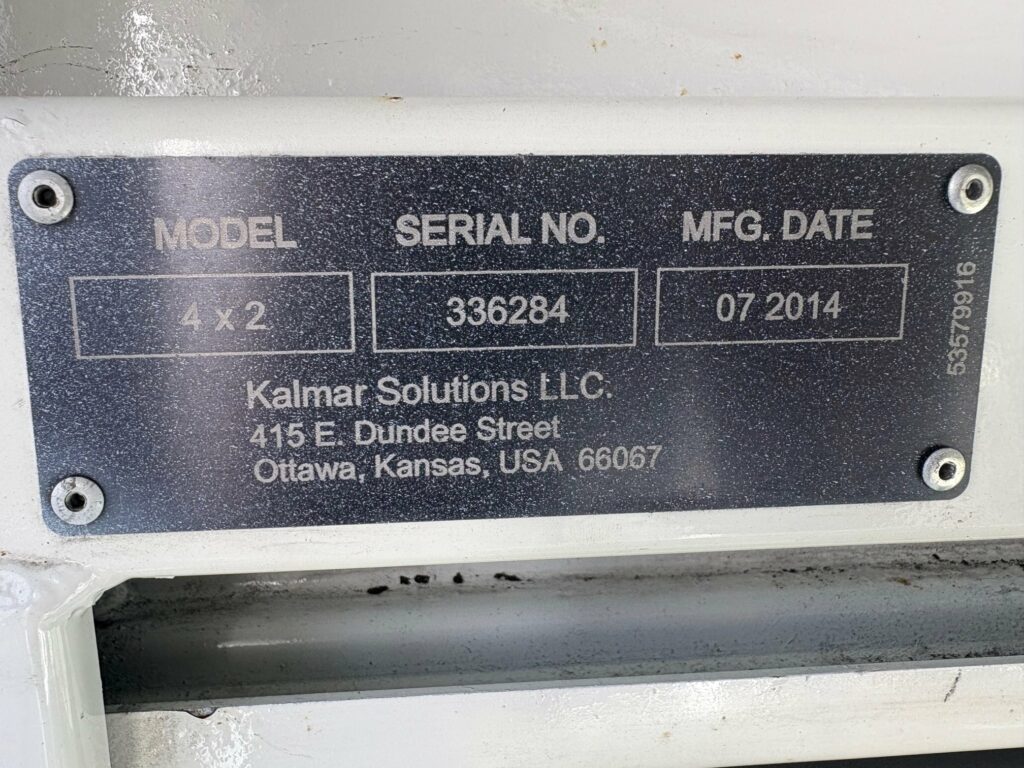 MODEL SERIAL NO. MFG. DATE
4 x 2 336284 07 2014
Kalmar Solutions LLC.
415 E. Dundee Street
Ottawa, Kansas, USA 66067
53579916